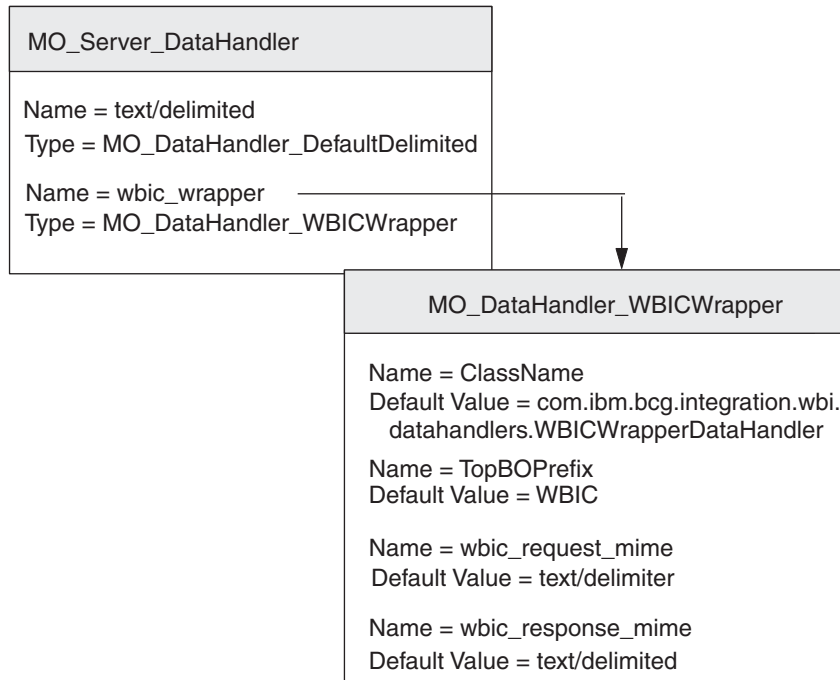 MO_Server_DataHandler
Name = text/delimited
Type = MO_DataHandler_DefaultDelimited
Name = wbic_wrapper
Type = MO_DataHandler_WBICWrapper
MO_DataHandler_WBICWrapper
Name = ClassName
Default Value = com.ibm.bcg.integration.wbi.
datahandlers.WBICWrapperDataHandler
Name = TopBOPrefix
Default Value = WBIC
Name = wbic_request_mime
Default Value = text/delimiter
Name = wbic_response_mime
Default Value = text/delimited